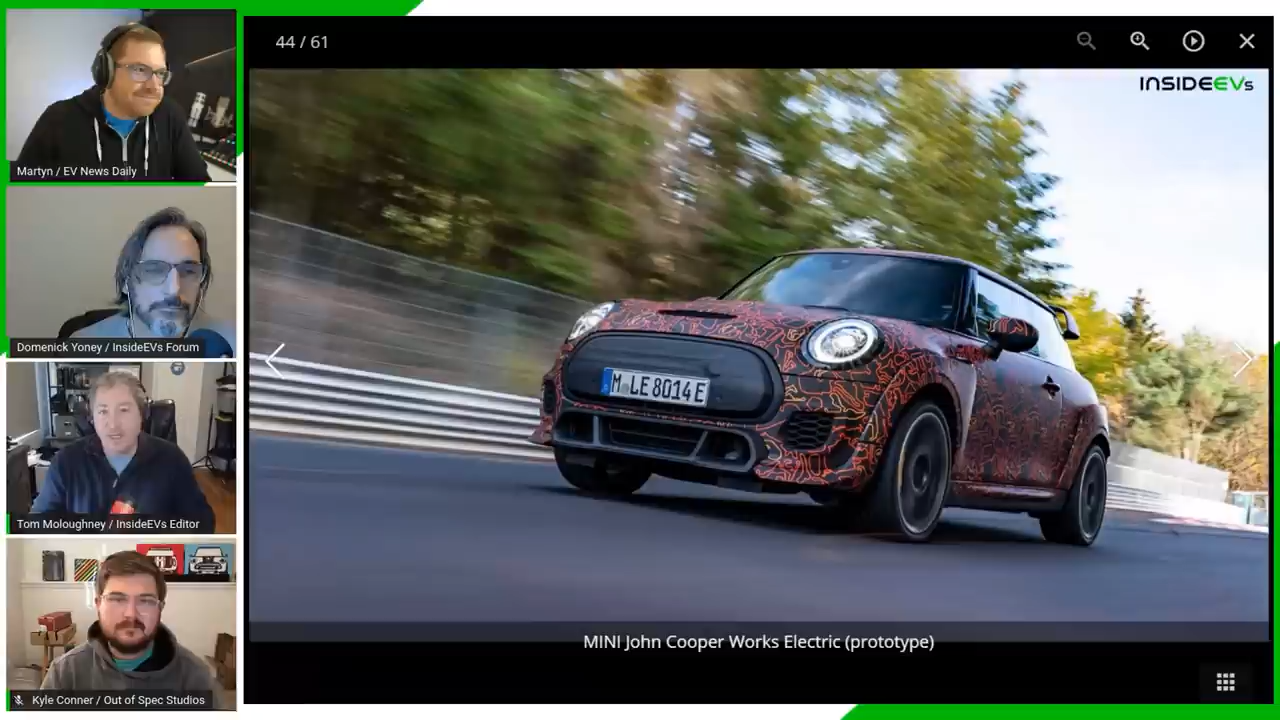 Martyn / EV News Daily
Domenick Yoney / InsideEVs Forum
Tom Moloughney / InsideEVs Editor
Kyle Conner / Out of Spec Studios
44 / 61
INSIDEEVs
M LE 8014 E
MINI John Cooper Works Electric (prototype)